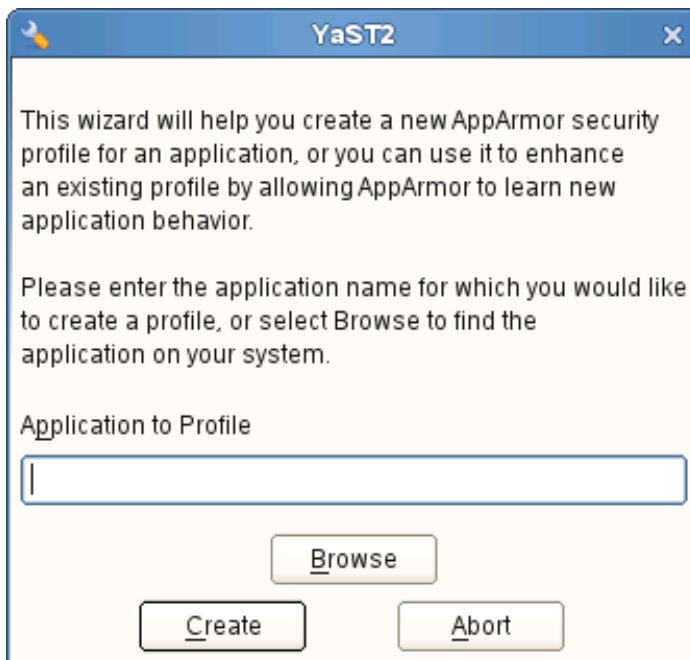 YaST2
This wizard will help you create a new AppArmor security
profile for an application, or you can use it to enhance
an existing profile by allowing AppArmor to learn new
application behavior.
Please enter the application name for which you would like
to create a profile, or select Browse to find the
application on your system.
Application to Profile
Browse
Create Abort